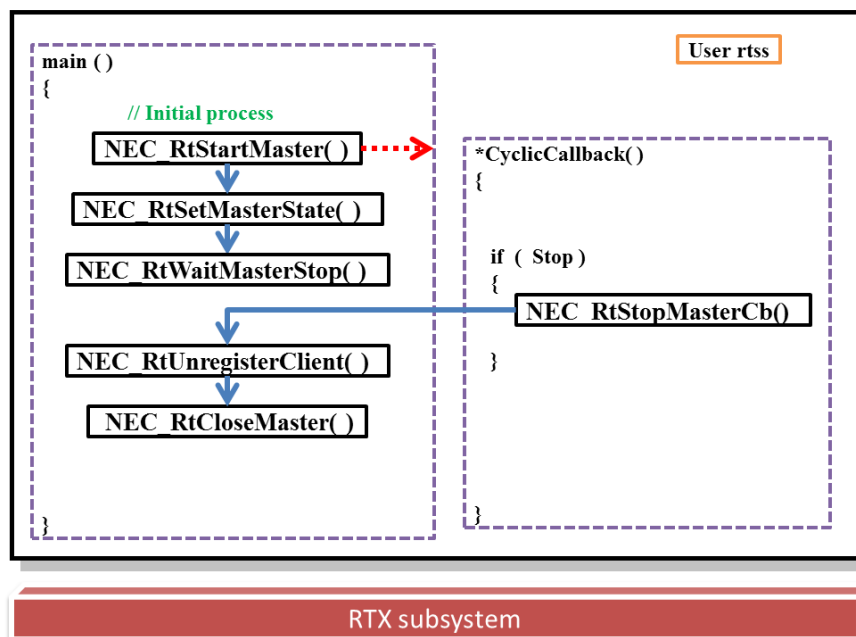 User rtss
main ( )
{
// Initial process
NEC_RtStartMaster( )
NEC_RtSetMasterState( )
NEC_RtWaitMasterStop( )
NEC_RtUnregisterClient( )
NEC_RtCloseMaster( )
}
*CyclicCallback( )
{
if ( Stop )
{
NEC_RtStopMasterCb()
}
}
RTX subsystem